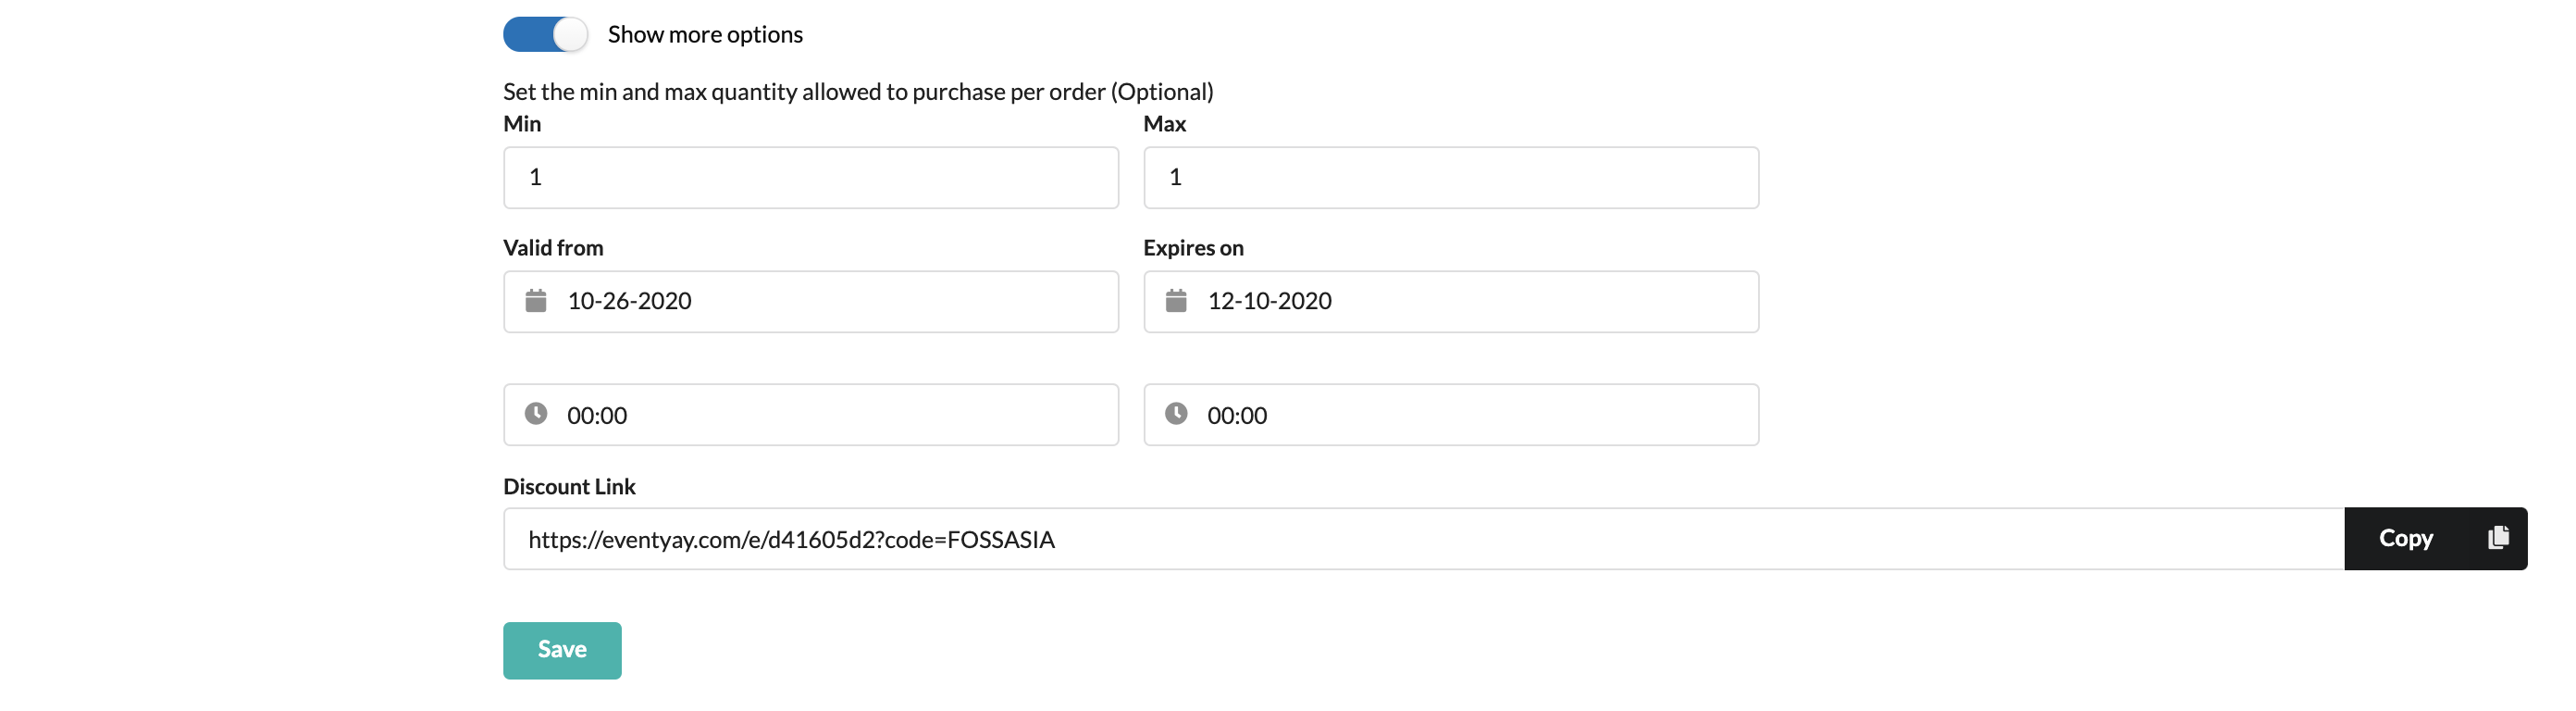 Show more options
Set the min and max quantity allowed to purchase per order (Optional)
Min Max
1 1
Valid from Expires on
10-26-2020 12-10-2020
00:00 00:00
Discount Link
https://eventyay.com/e/d41605d2?code=FOSSASIA Copy
Save